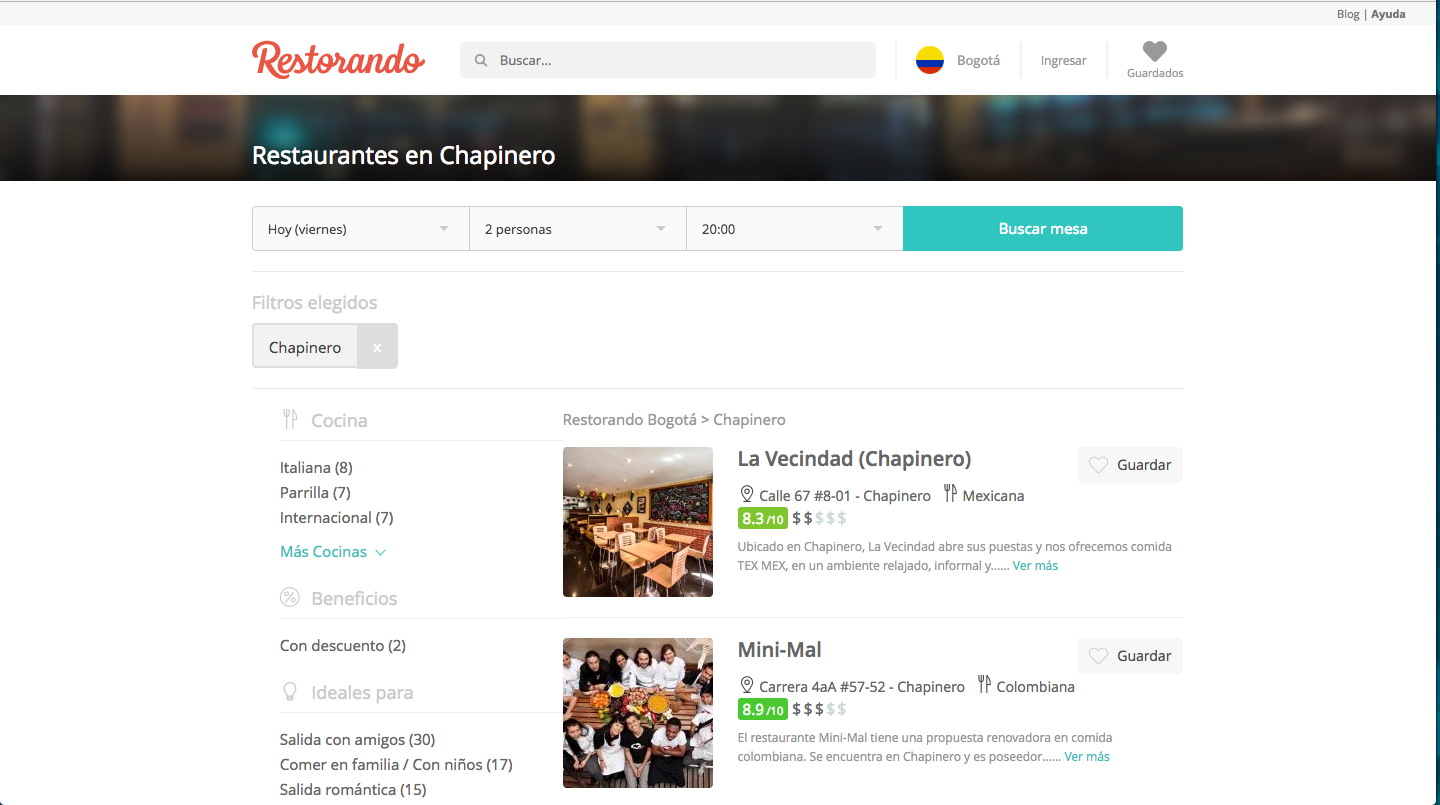 Blog | Ayuda
Restorando
Buscar...
Bogotá
Ingresar
Guardados
Restaurantes en Chapinero
Hoy (viernes)
2 personas
20:00
Buscar mesa
Filtros elegidos
Chapinero
x
Cocina
Italiana (8)
Parrilla (7)
Internacional (7)
Más Cocinas
Beneficios
Con descuento (2)
Ideales para
Salida con amigos (30)
Comer en familia / Con niños (17)
Salida romántica (15)
Restorando Bogotá > Chapinero
La Vecindad (Chapinero)
Guardar
Calle 67 #8-01 - Chapinero Mexicana
8.3 /10 $ $ $ $ $
Ubicado en Chapinero, La Vecindad abre sus puestas y nos ofrecemos comida
TEX MEX, en un ambiente relajado, informal y...... Ver más
Mini-Mal
Guardar
Carrera 4aA #57-52 - Chapinero Colombiana
8.9 /10 $ $ $ $ $
El restaurante Mini-Mal tiene una propuesta renovadora en comida
colombiana. Se encuentra en Chapinero y es poseedor...... Ver más